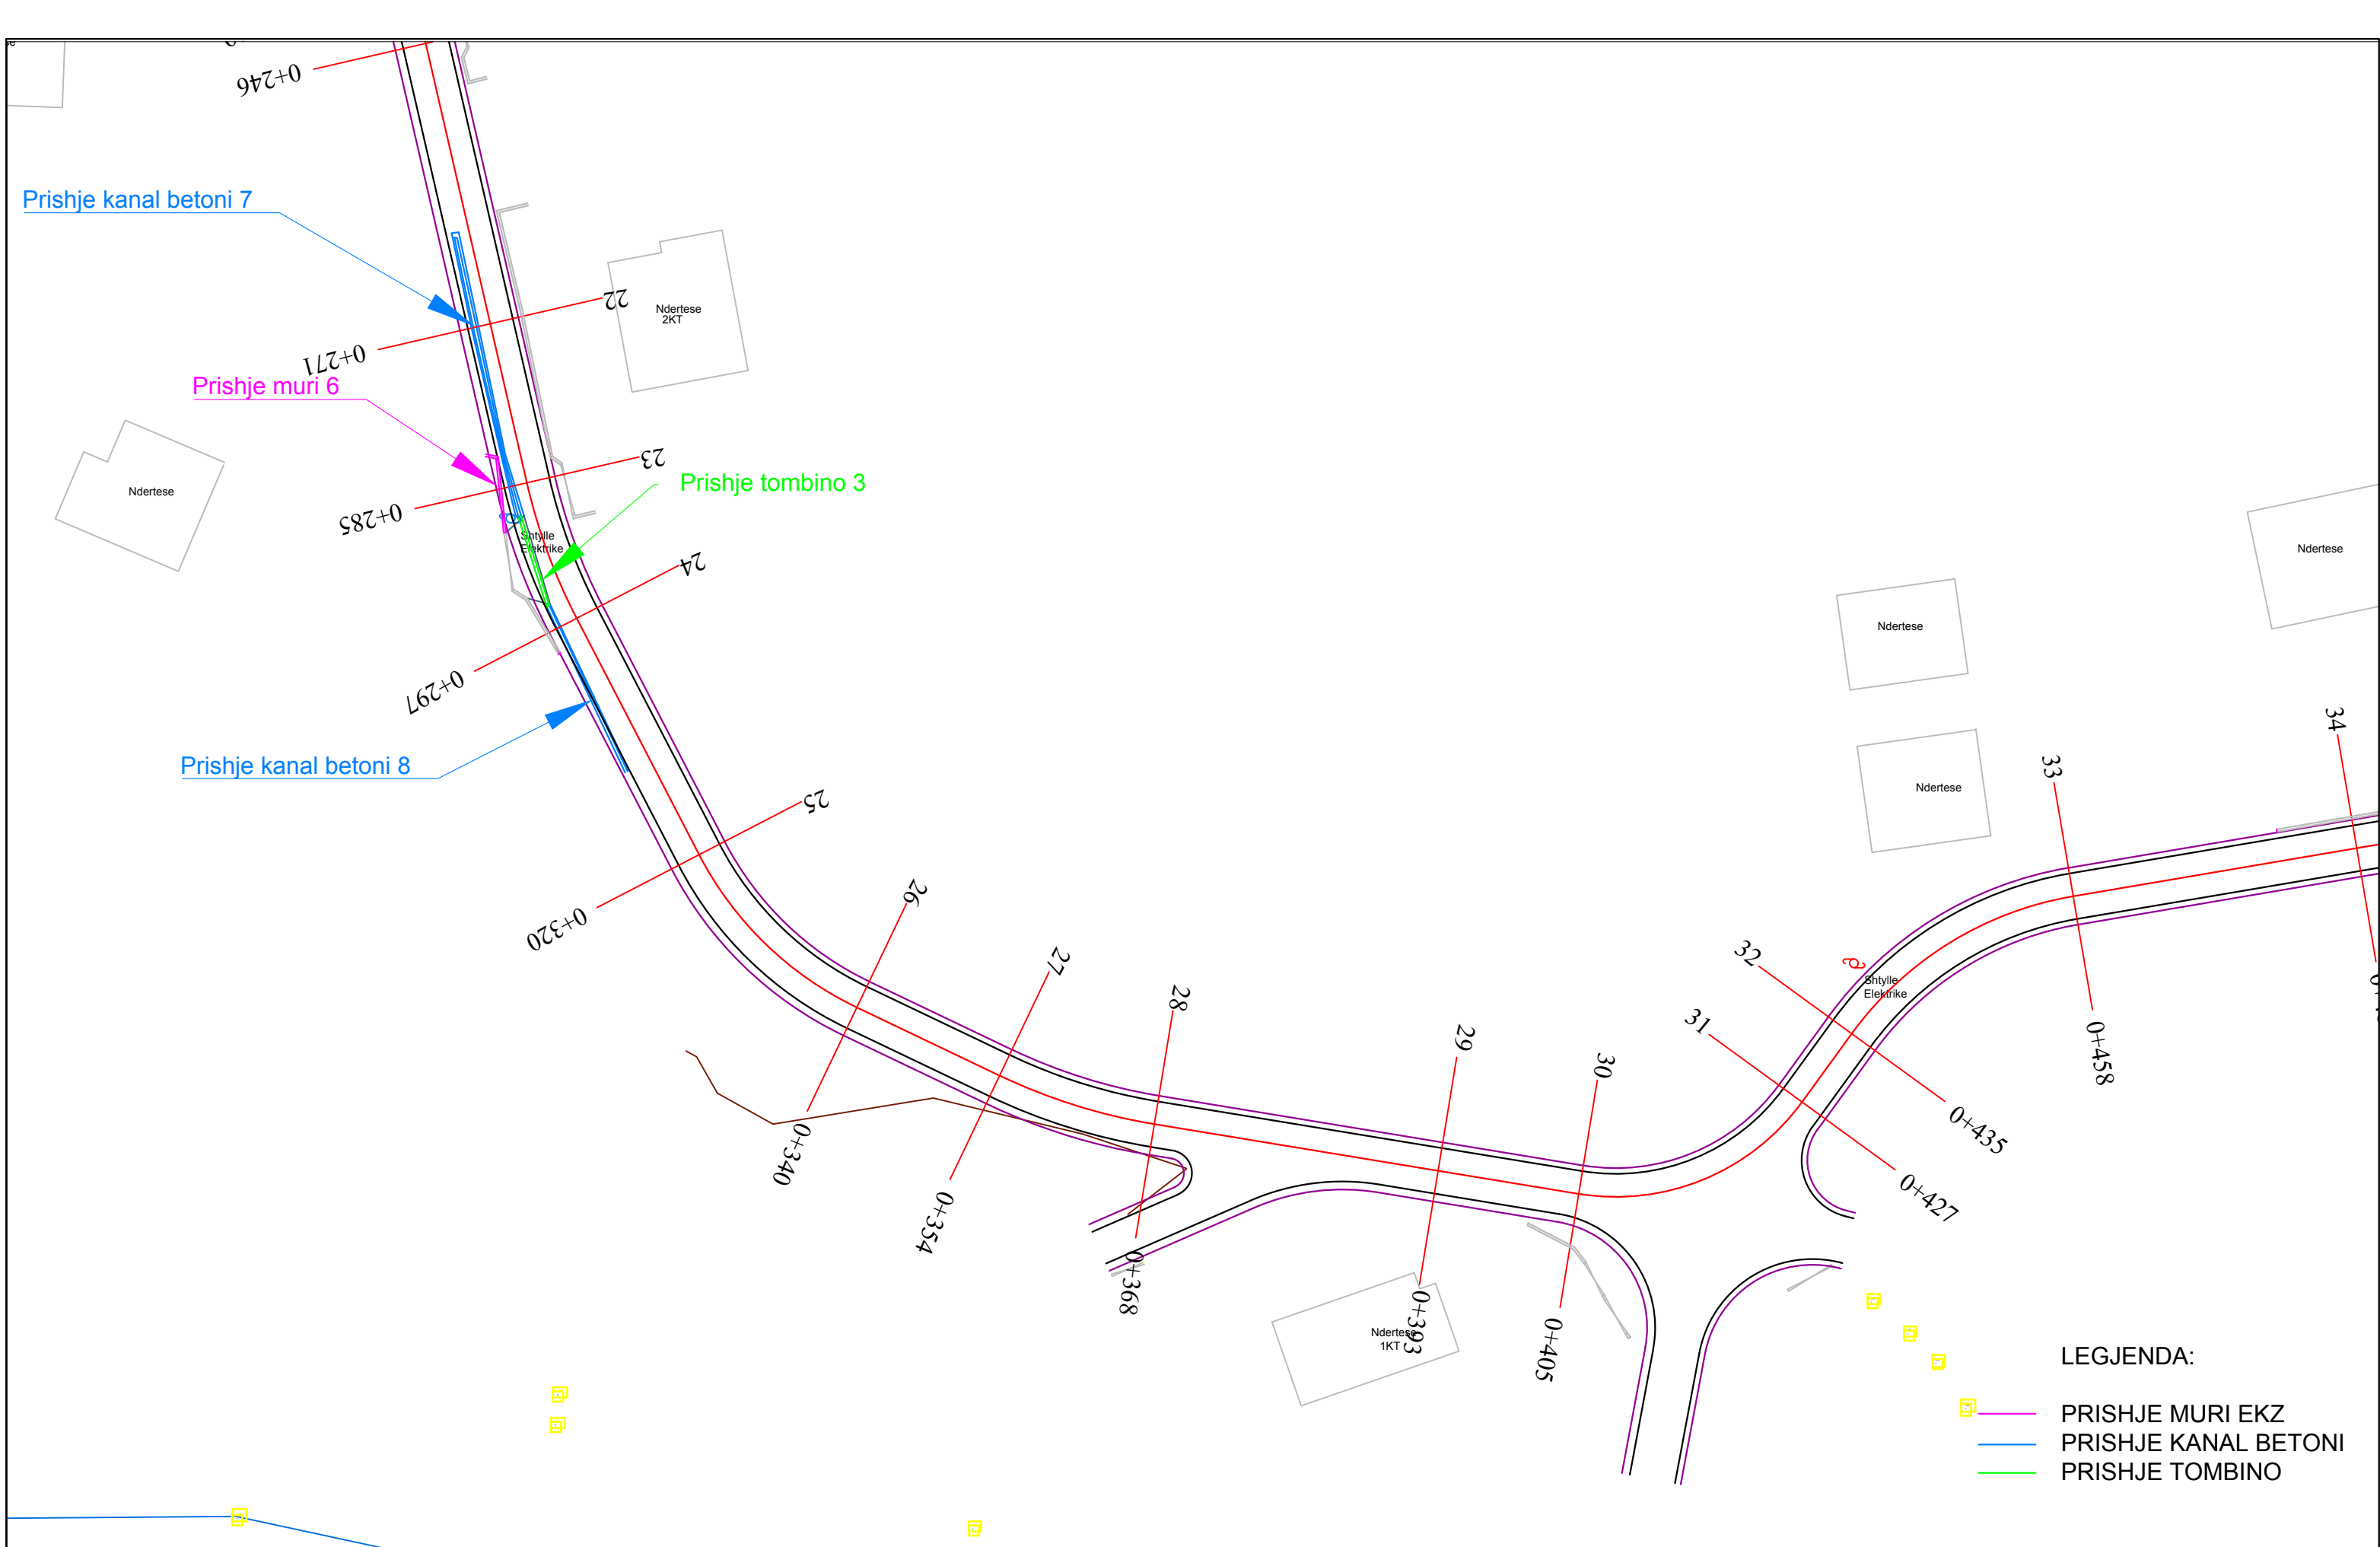 0+246
Prishje kanal betoni 7
22
Ndertese
2KT
0+271
Prishje muri 6
23
Prishje tombino 3
Ndertese
0+285
Shtylle
Elektrike
24
Ndertese
Ndertese
0+297
34
Prishje kanal betoni 8
33
Ndertese
25
26
0+320
27
32
Shtylle
Elektrike
28
31
29
0+458
30
0+435
0+340
0+427
0+354
0+368
0+393
Ndertese
1KT
0+405
LEGJENDA:
PRISHJE MURI EKZ
PRISHJE KANAL BETONI
PRISHJE TOMBINO